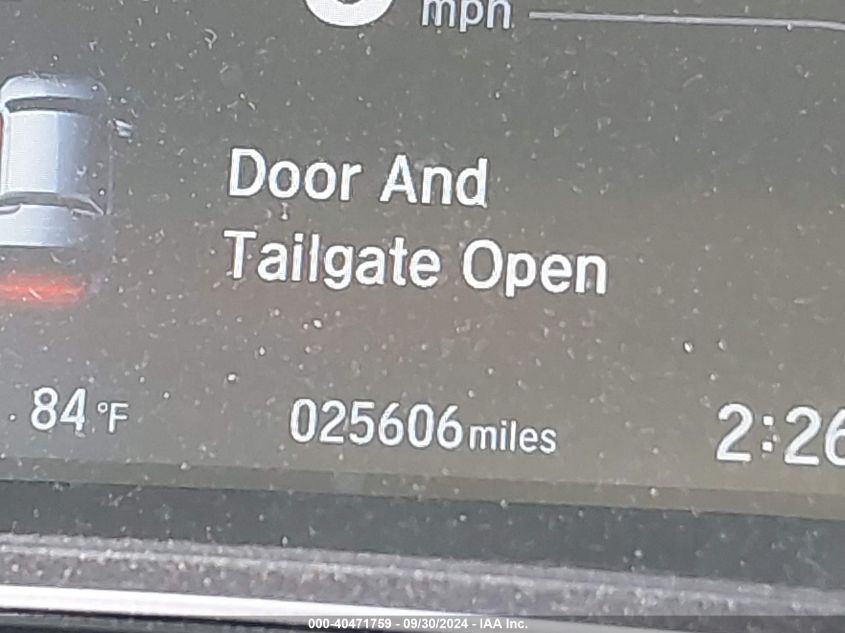 mph
Door And
Tailgate Open
84 °F
025606 miles
2:26
000-40471759 - 09/30/2024 - IAA Inc.